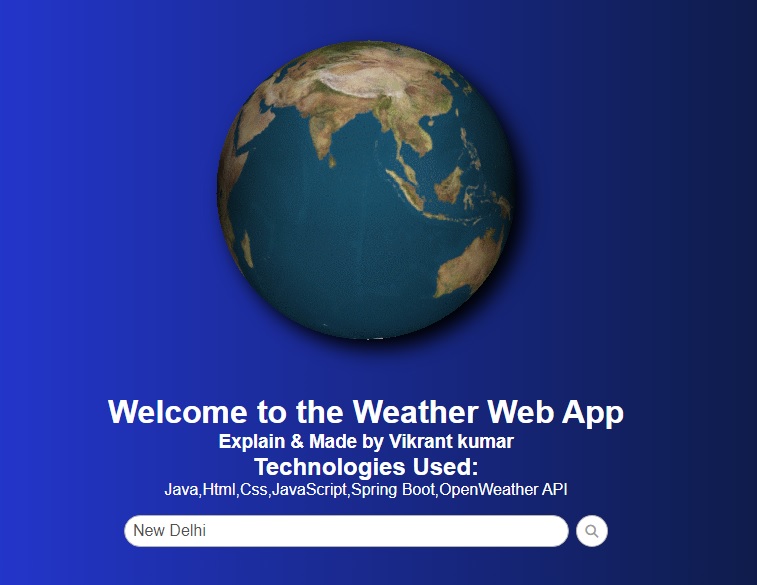 Welcome to the Weather Web App
Explain & Made by Vikrant kumar
Technologies Used:
Java,Html,Css,JavaScript,Spring Boot,OpenWeather API
New Delhi